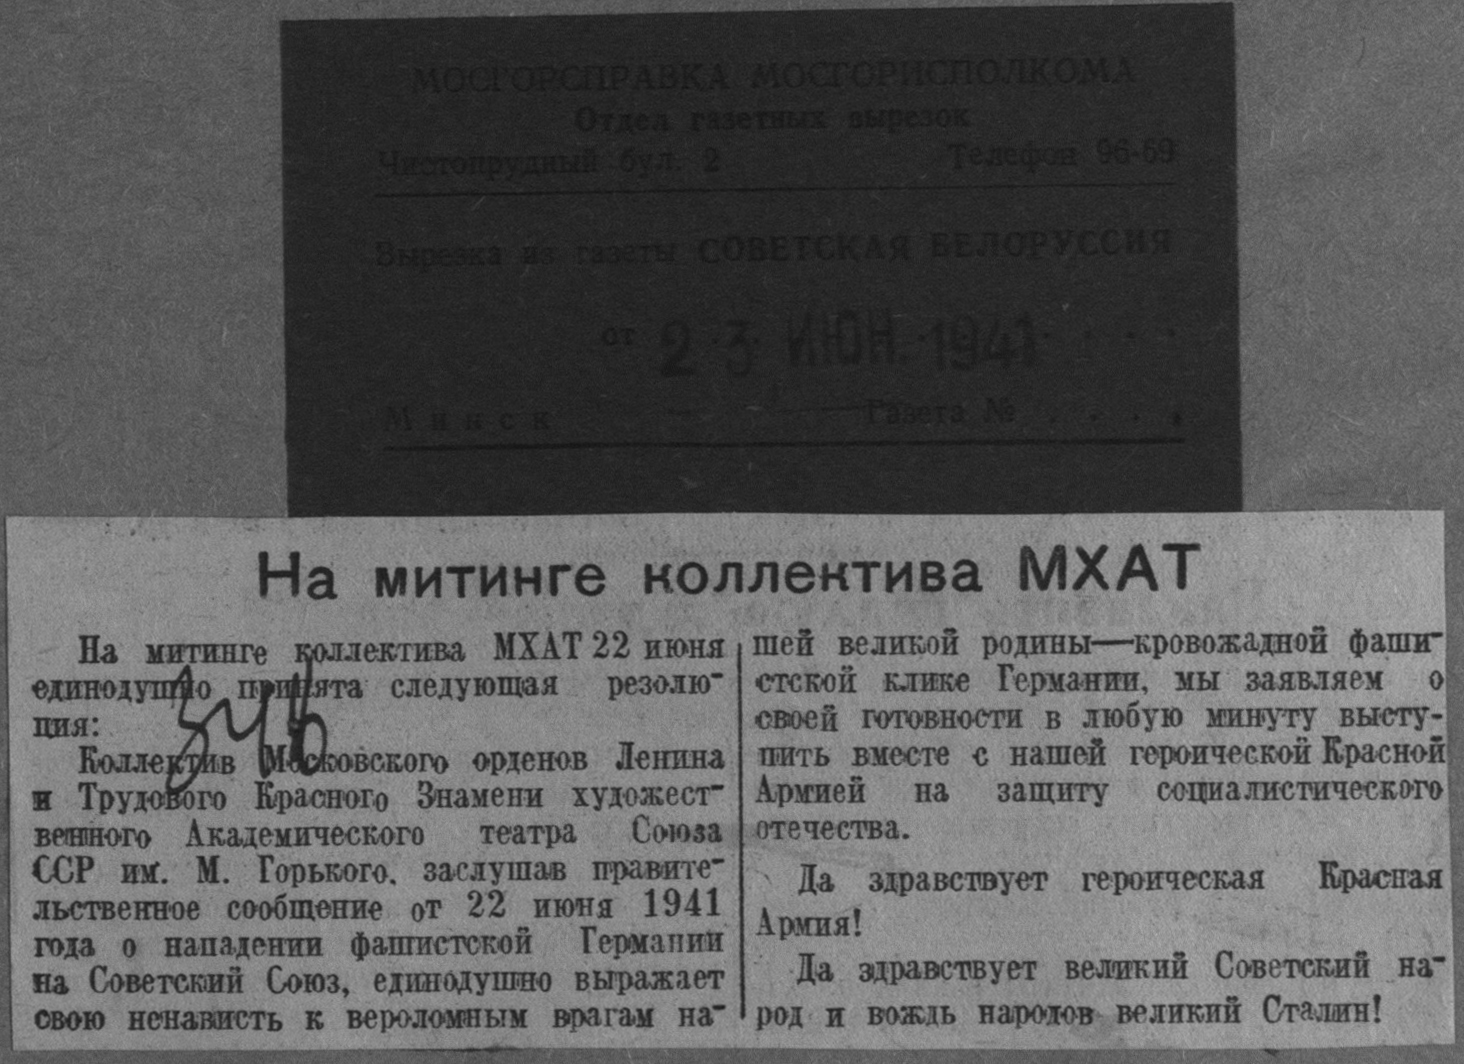 МОСГОРСПРАВКА МОСГОРИСПОЛКОМА
Отдел газетных вырезок
Чистопрудный бул. 2 Телефон 96-69
Вырезка из газеты СОВЕТСКАЯ БЕЛОРУССИЯ
от 23 ИЮН. 1941
Минск Газета № . . . .
На митинге коллектива МХАТ
На митинге коллектива МХАТ 22 июня
единодушно принята следующая резолю-
ция:
Коллектив Московского орденов Ленина
и Трудового Красного Знамени художест-
венного Академического театра Союза
ССР им. М. Горького, заслушав правите-
льственное сообщение от 22 июня 1941
года о нападении фашистской Германии
на Советский Союз, единодушно выражает
свою ненависть к вероломным врагам на-
шей великой родины—кровожадной фаши-
стской клике Германии, мы заявляем о
своей готовности в любую минуту высту-
пить вместе с нашей героической Красной
Армией на защиту социалистического
отечества.
Да здравствует героическая Красная
Армия!
Да здравствует великий Советский на-
род и вождь народов великий Сталин!